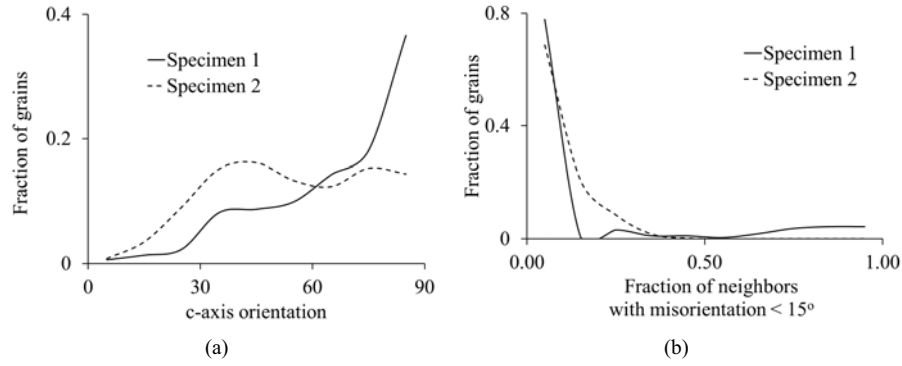 0.4
Specimen 1
Specimen 2
0.2
0
0
30
60
90
Fraction of grains
c-axis orientation
(a)
0.8
Specimen 1
Specimen 2
0.4
0
0.00
0.50
1.00
Fraction of grains
Fraction of neighbors
with misorientation < 15º
(b)